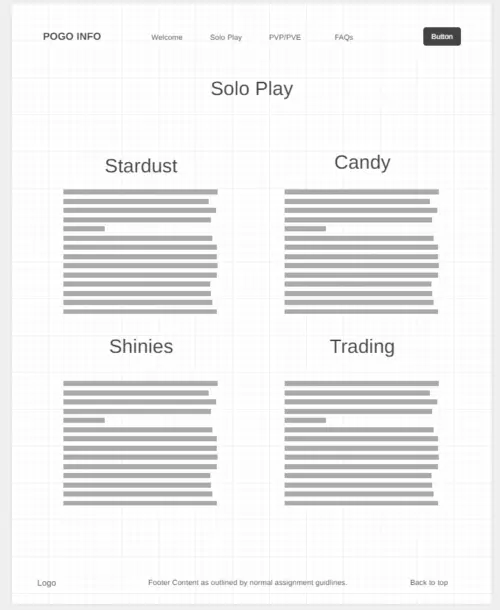 POGO INFO Welcome Solo Play PVP/PVE FAQs Button
Solo Play
Stardust Candy
Shinies Trading
Logo Footer Content as outlined by normal assignment guidlines. Back to top